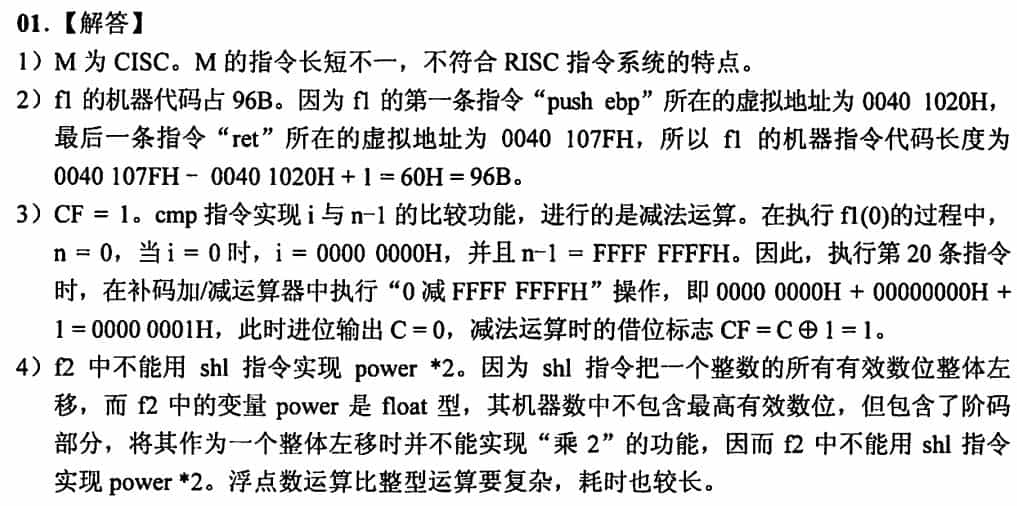 01.【解答】
1）M 为 CISC。M 的指令长短不一，不符合 RISC 指令系统的特点。
2）f1 的机器代码占 96B。因为 f1 的第一条指令“push ebp”所在的虚拟地址为 0040 1020H，
最后一条指令“ret”所在的虚拟地址为 0040 107FH，所以 f1 的机器指令代码长度为
0040 107FH − 0040 1020H + 1 = 60H = 96B。
3）CF = 1。cmp 指令实现 i 与 n−1 的比较功能，进行的是减法运算。在执行 f1(0)的过程中，
n = 0，当 i = 0 时，i = 0000 0000H，并且 n−1 = FFFF FFFFH。因此，执行第 20 条指令
时，在补码加/减运算器中执行“0 减 FFFF FFFFH”操作，即 0000 0000H + 00000000H +
1 = 0000 0001H，此时进位输出 C = 0，减法运算时的借位标志 CF = C ⊕ 1 = 1。
4）f2 中不能用 shl 指令实现 power *2。因为 shl 指令把一个整数的所有有效数位整体左
移，而 f2 中的变量 power 是 float 型，其机器数中不包含最高有效数位，但包含了阶码
部分，将其作为一个整体左移时并不能实现“乘 2”的功能，因而 f2 中不能用 shl 指令
实现 power *2。浮点数运算比整型运算要复杂，耗时也较长。